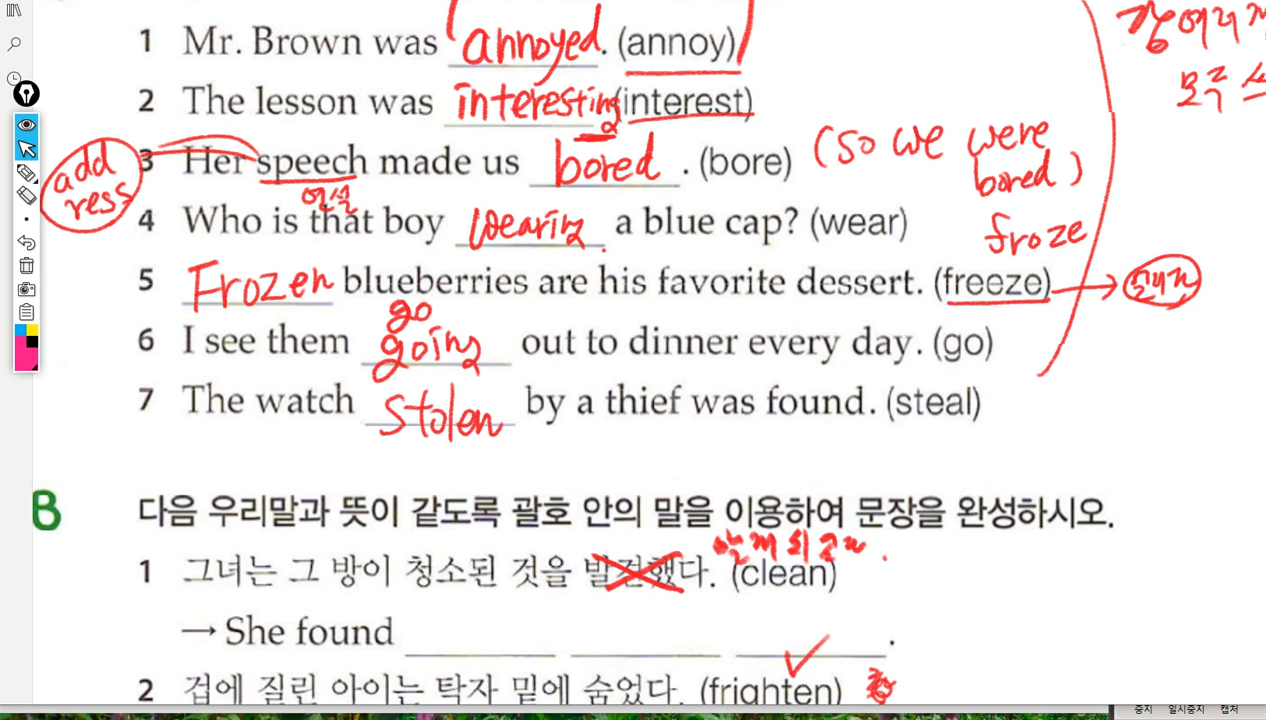 1 Mr. Brown was annoyed. (annoy)
2 The lesson was interesting (interest)
3 Her speech made us bored. (bore) (so we were bored)
address
연설
4 Who is that boy wearing a blue cap? (wear)
froze
5 Frozen blueberries are his favorite dessert. (freeze) →
go
6 I see them going out to dinner every day. (go)
7 The watch stolen by a thief was found. (steal)
B 다음 우리말과 뜻이 같도록 괄호 안의 말을 이용하여 문장을 완성하시오.
1 그녀는 그 방이 청소된 것을 발견했다. (clean)
→ She found .
2 겁에 질린 아이는 탁자 밑에 숨었다. (frighten)
중지 일시중지 캡처